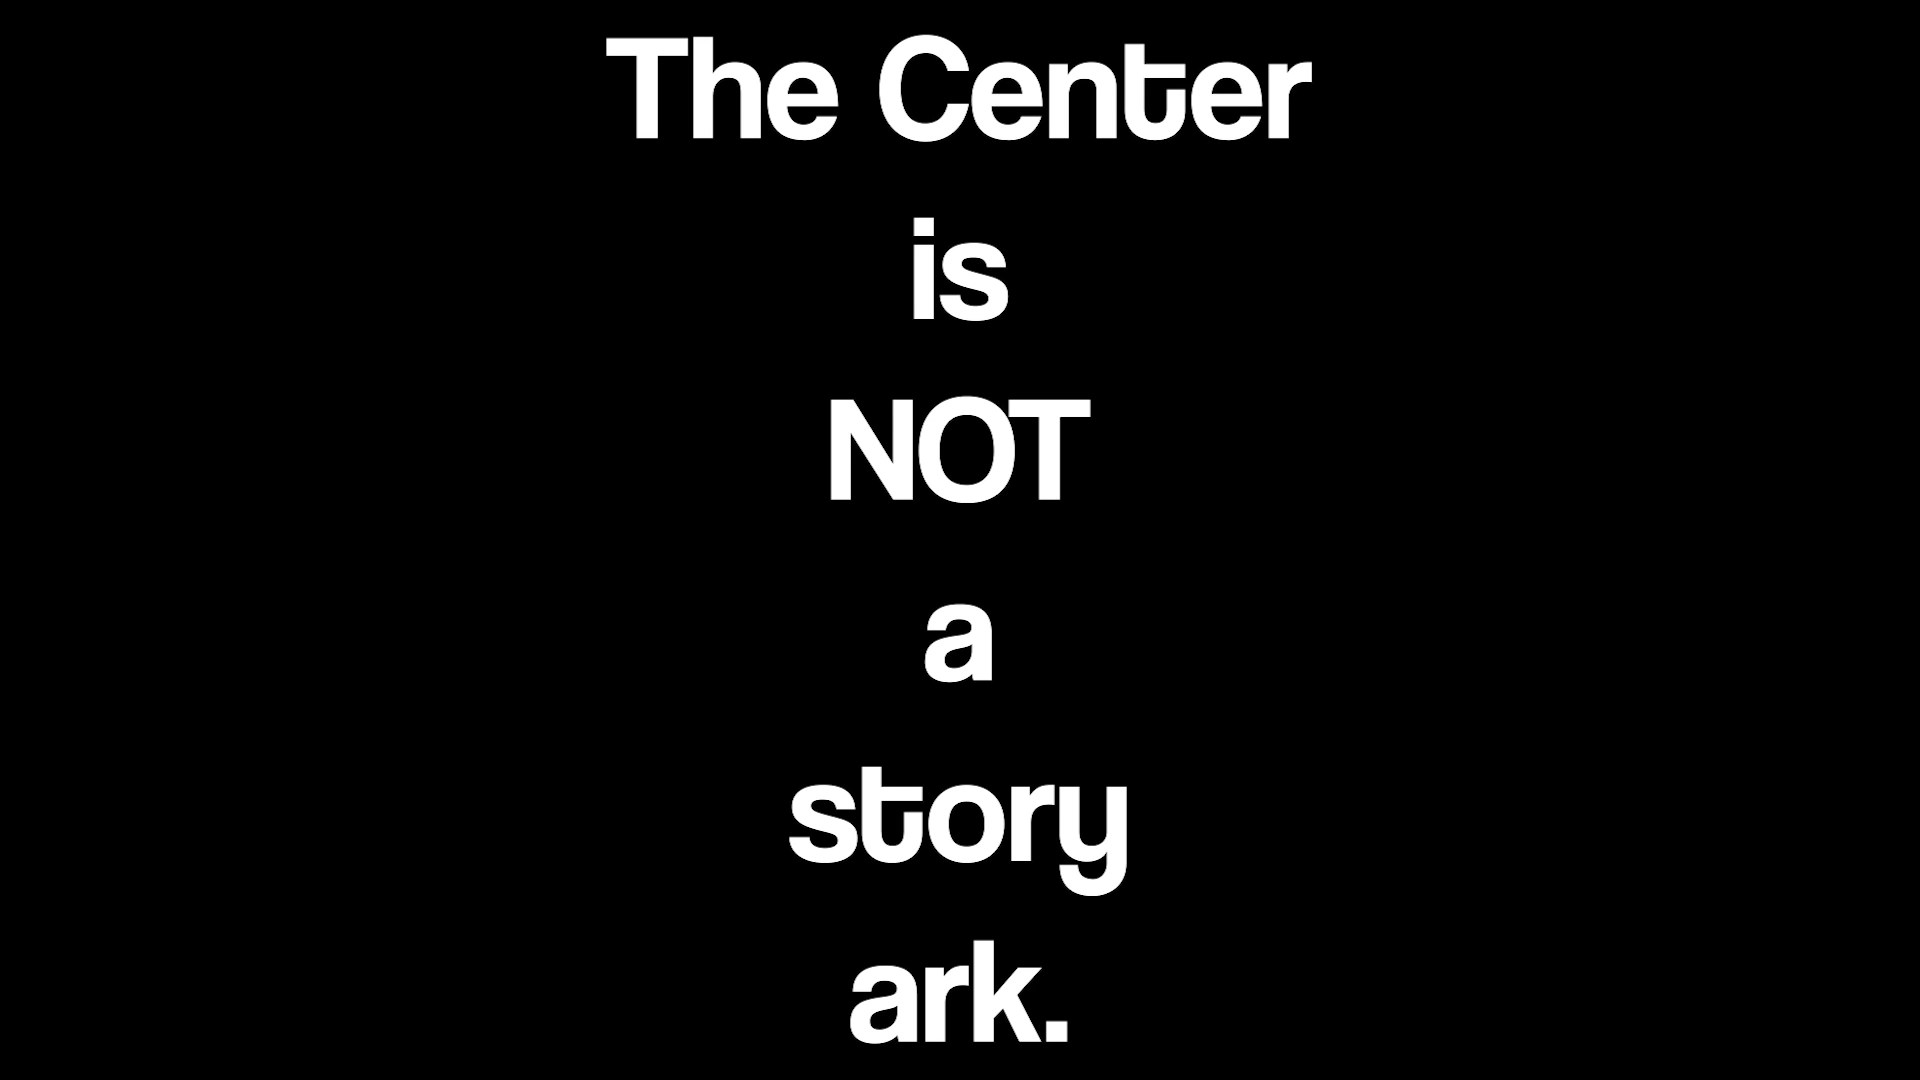 The Center
is
NOT
a
story
ark.